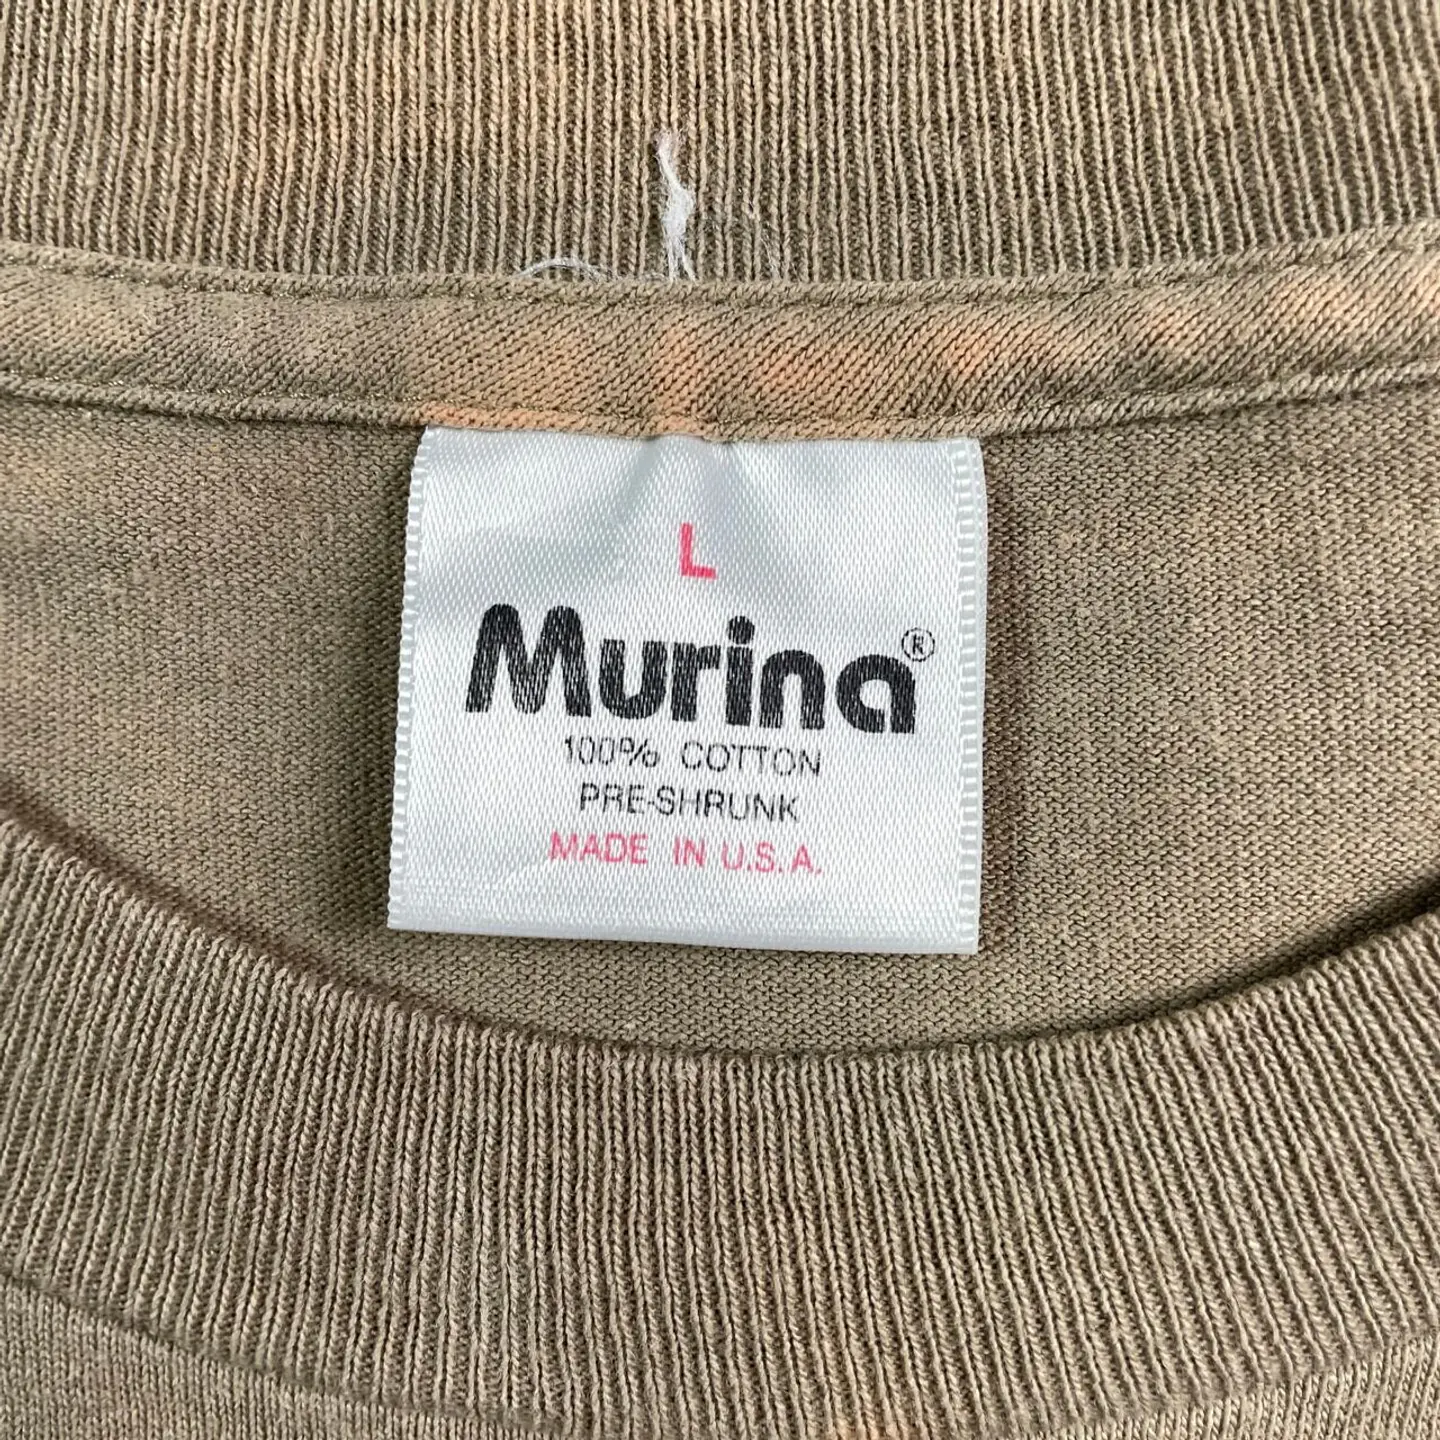 L
Murina®
100% COTTON
PRE-SHRUNK
MADE IN U.S.A.